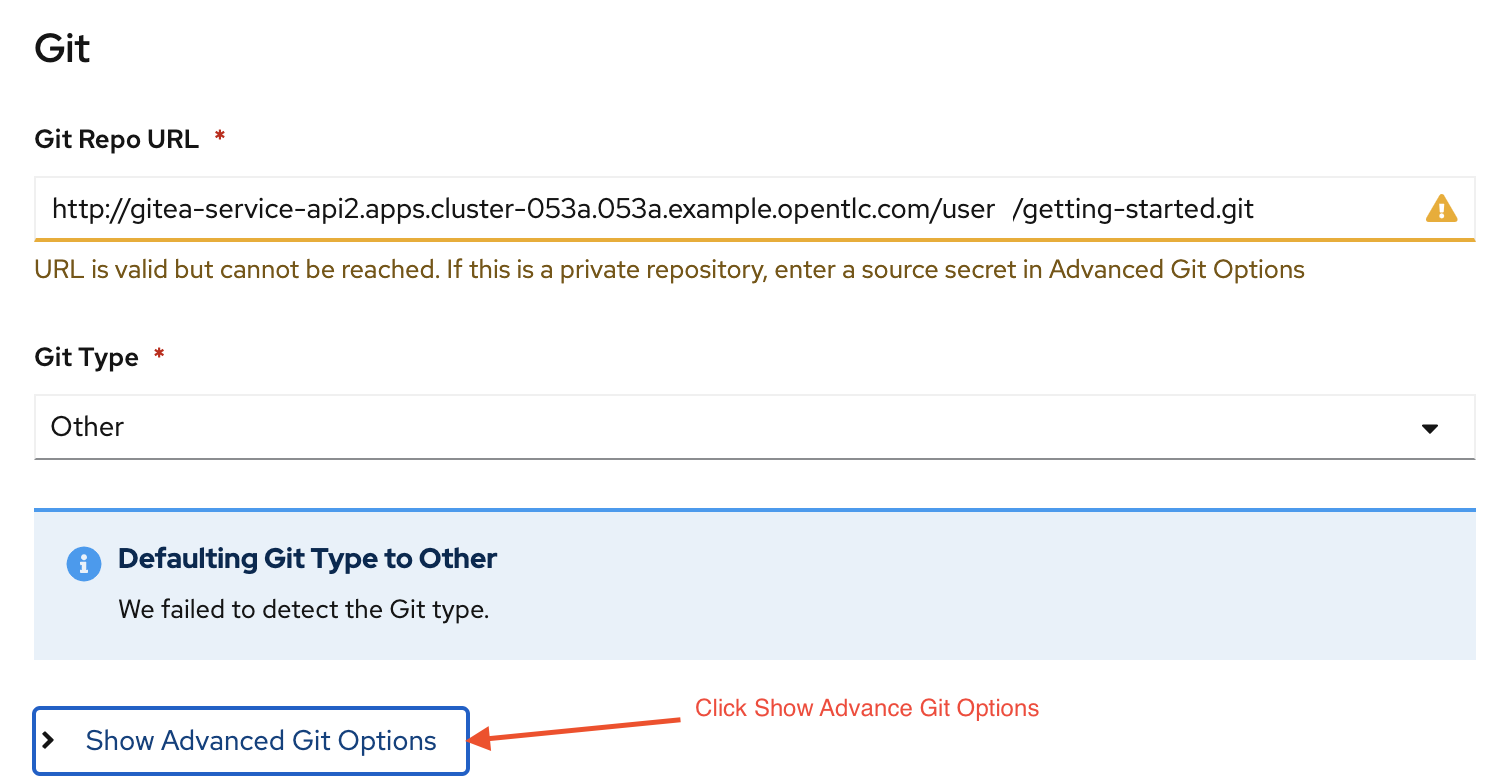 Git
Git Repo URL *
http://gitea-service-api2.apps.cluster-053a.053a.example.opentlc.com/user /getting-started.git
URL is valid but cannot be reached. If this is a private repository, enter a source secret in Advanced Git Options
Git Type *
Other
Defaulting Git Type to Other
We failed to detect the Git type.
Click Show Advance Git Options
Show Advanced Git Options